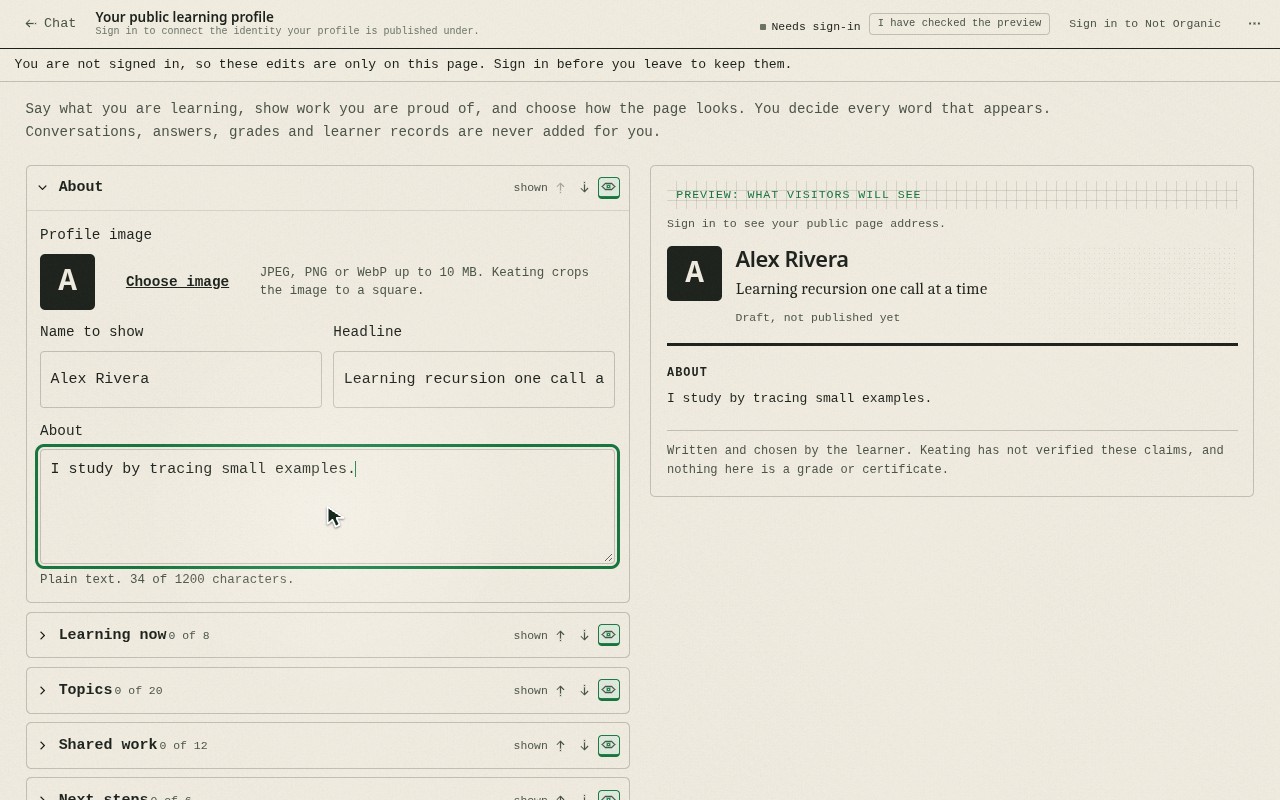 Chat
Your public learning profile
Sign in to connect the identity your profile is published under.
Needs sign-in
I have checked the preview
Sign in to Not Organic
You are not signed in, so these edits are only on this page. Sign in before you leave to keep them.
Say what you are learning, show work you are proud of, and choose how the page looks. You decide every word that appears.
Conversations, answers, grades and learner records are never added for you.
About
shown
Profile image
A
Choose image
JPEG, PNG or WebP up to 10 MB. Keating crops
the image to a square.
Name to show
Headline
Alex Rivera
Learning recursion one call a
About
I study by tracing small examples.
Plain text. 34 of 1200 characters.
Learning now 0 of 8
shown
Topics 0 of 20
shown
Shared work 0 of 12
shown
Next steps 0 of 6
shown
PREVIEW: WHAT VISITORS WILL SEE
Sign in to see your public page address.
A
Alex Rivera
Learning recursion one call at a time
Draft, not published yet
ABOUT
I study by tracing small examples.
Written and chosen by the learner. Keating has not verified these claims, and
nothing here is a grade or certificate.